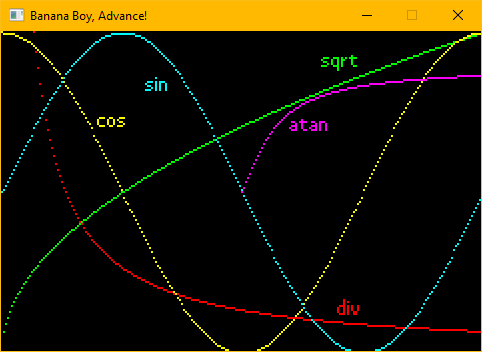 Banana Boy, Advance!
sqrt
sin
cos
atan
div